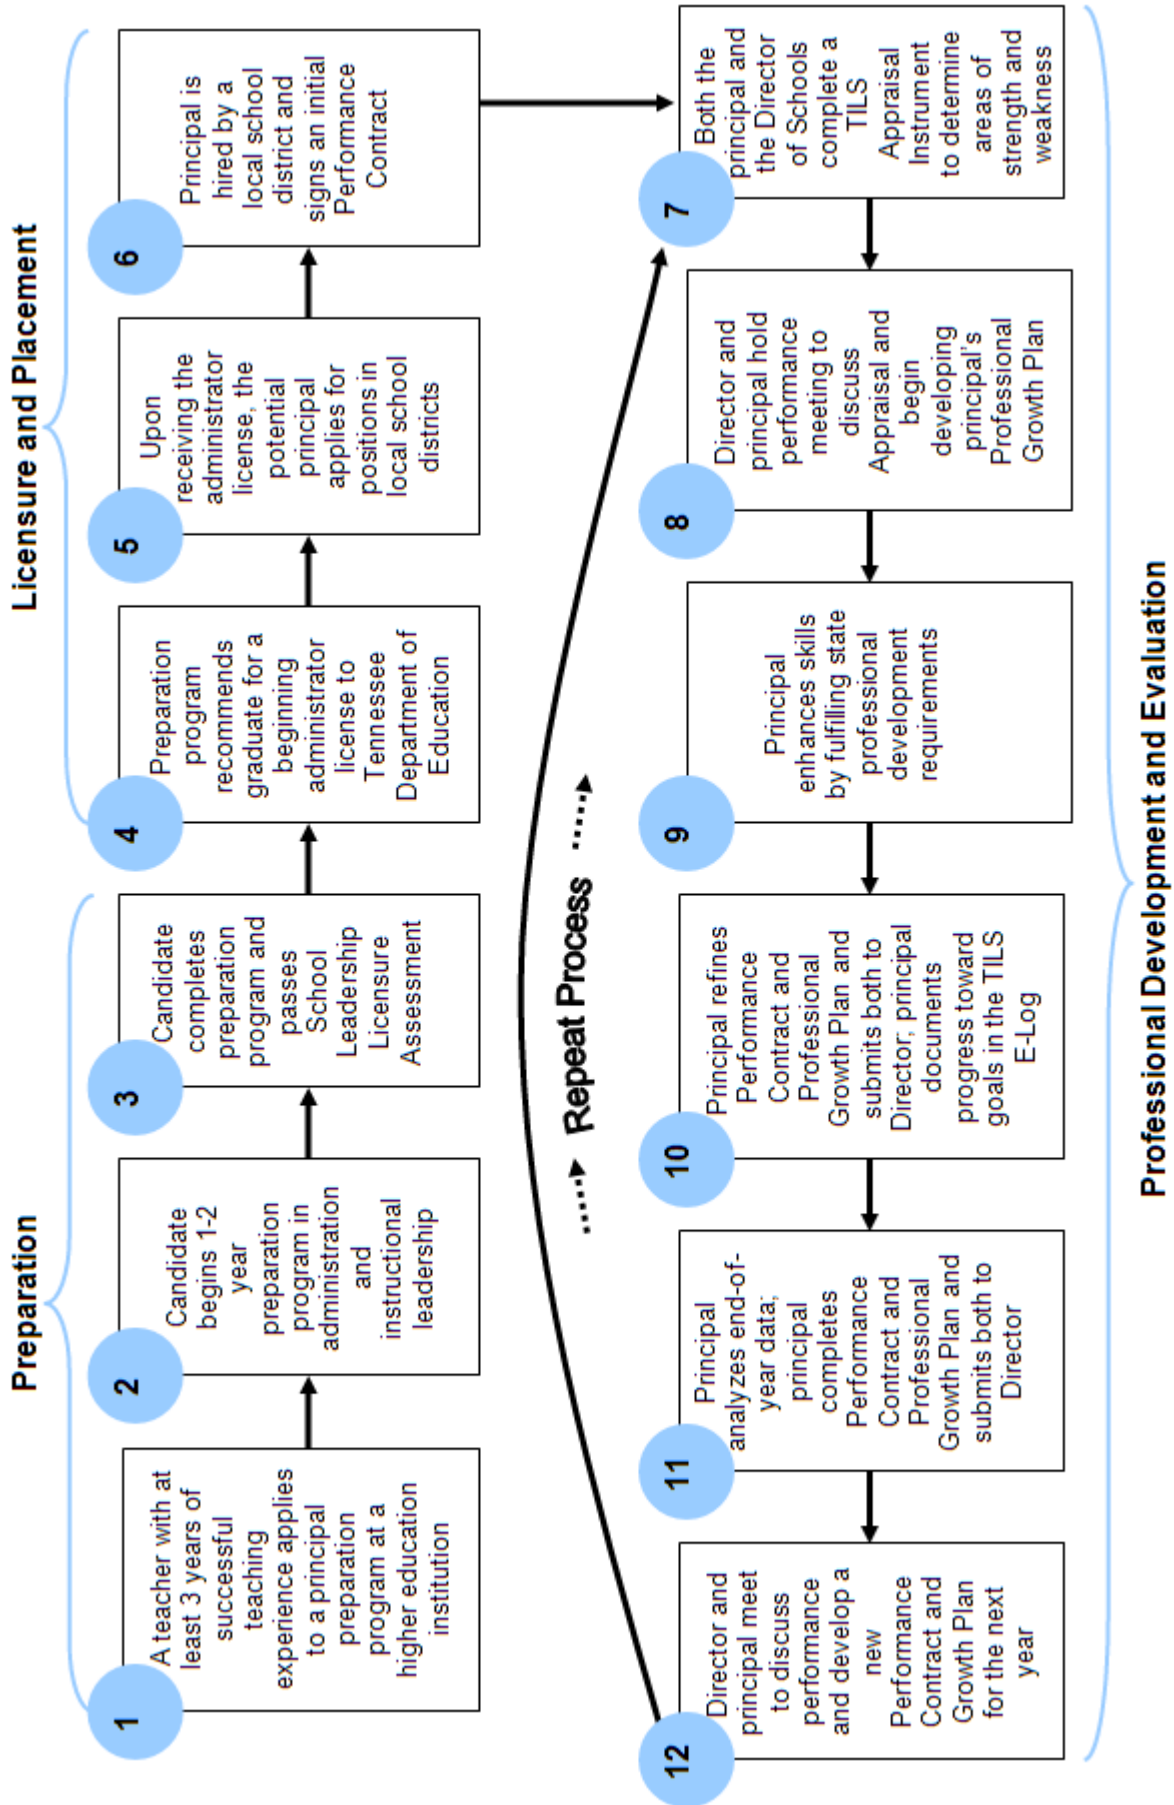 Preparation
Licensure and Placement
1
A teacher with at
least 3 years of
successful
teaching
experience applies
to a principal
preparation
program at a
higher education
institution
2
Candidate
begins 1-2
year
preparation
program in
administration
and
instructional
leadership
3
Candidate
completes
preparation
program and
passes
School
Leadership
Licensure
Assessment
4
Preparation
program
recommends
graduate for a
beginning
administrator
license to
Tennessee
Department of
Education
5
Upon
receiving the
administrator
license, the
potential
principal
applies for
positions in
local school
districts
6
Principal is
hired by a
local school
district and
signs an initial
Performance
Contract
Repeat Process
7
Both the
principal and
the Director
of Schools
complete a
TILS
Appraisal
Instrument
to determine
areas of
strength and
weakness
8
Director and
principal hold
performance
meeting to
discuss
Appraisal and
begin
developing
principal's
Professional
Growth Plan
9
Principal
enhances skills
by fulfilling state
professional
development
requirements
10
Principal refines
Performance
Contract and
Professional
Growth Plan and
submits both to
Director; principal
documents
progress toward
goals in the TILS
E-Log
11
Principal
analyzes end-of-
year data;
principal
completes
Performance
Contract and
Professional
Growth Plan and
submits both to
Director
12
Director and
principal meet
to discuss
performance
and develop a
new
Performance
Contract and
Growth Plan
for the next
year
Professional Development and Evaluation